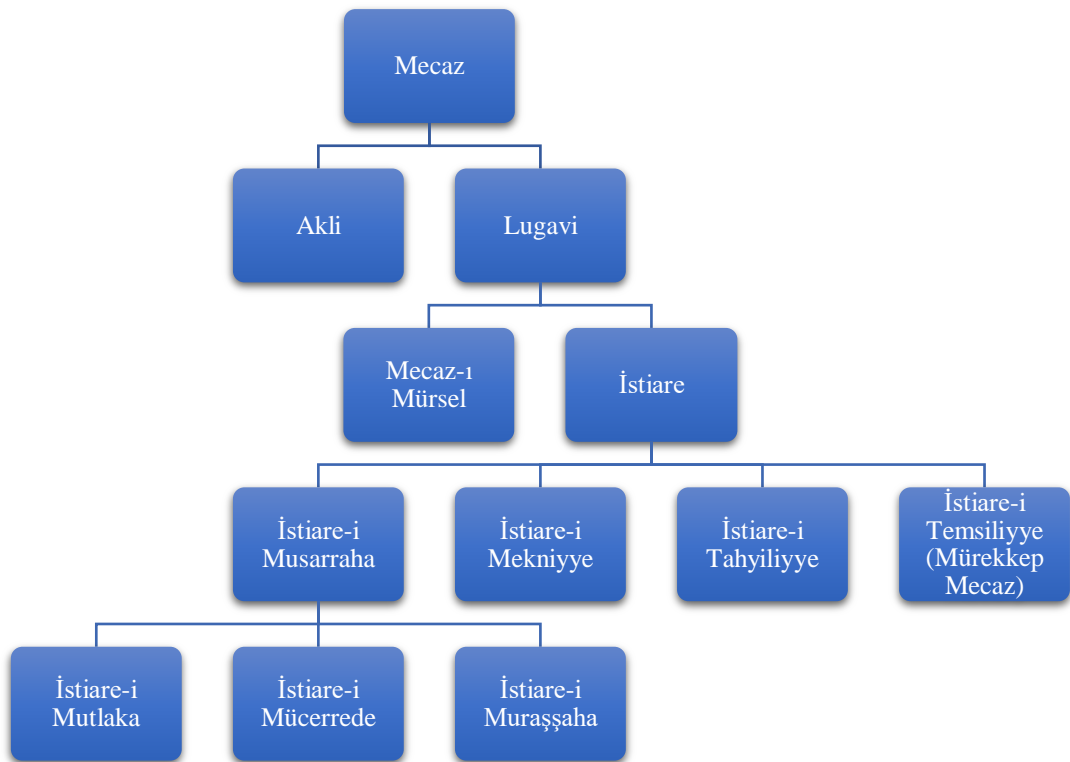 Mecaz
Akli
Lugavi
Mecaz-ı
Mürsel
İstiare
İstiare-i
Musarraha
İstiare-i
Mekniyye
İstiare-i
Tahyiliyye
İstiare-i
Temsiliyye
(Mürekkep
Mecaz)
İstiare-i
Mutlaka
İstiare-i
Mücerrede
İstiare-i
Muraşşaha